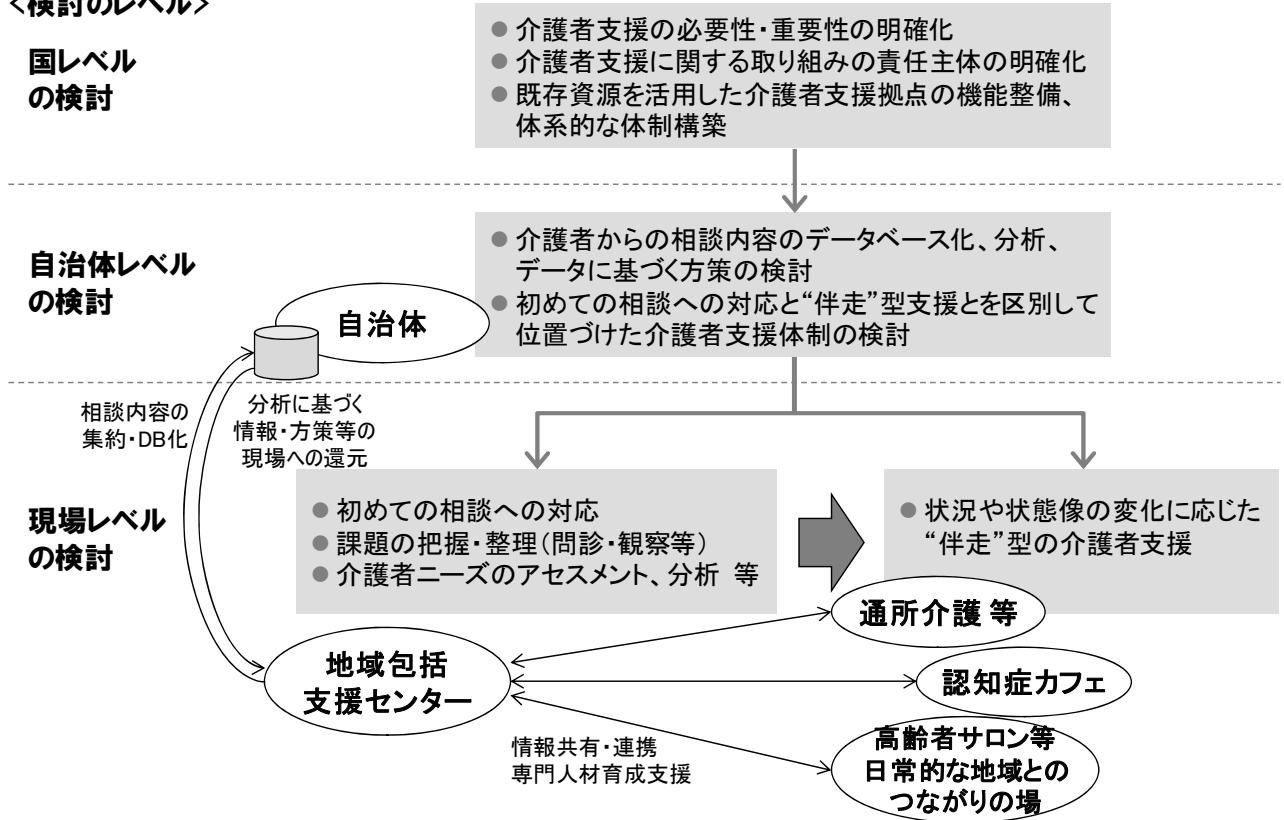 <検討のレベル>
国レベル
の検討
● 介護者支援の必要性・重要性の明確化
● 介護者支援に関する取り組みの責任主体の明確化
● 既存資源を活用した介護者支援拠点の機能整備、
体系的な体制構築
自治体レベル
の検討
● 介護者からの相談内容のデータベース化、分析、
データに基づく方策の検討
● 初めての相談への対応と“伴走”型支援とを区別して
位置づけた介護者支援体制の検討
自治体
相談内容の
集約・DB化
分析に基づく
情報・方策等の
現場への還元
現場レベル
の検討
● 初めての相談への対応
● 課題の把握・整理(問診・観察等)
● 介護者ニーズのアセスメント、分析 等
● 状況や状態像の変化に応じた
“伴走”型の介護者支援
通所介護 等
地域包括
支援センター
認知症カフェ
情報共有・連携
専門人材育成支援
高齢者サロン等
日常的な地域との
つながりの場